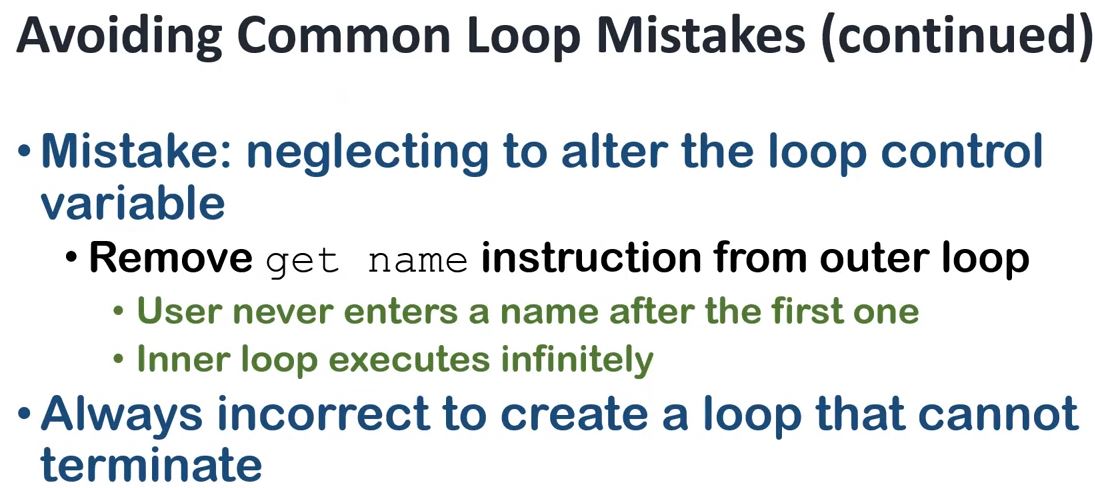 Avoiding Common Loop Mistakes (continued)
• Mistake: neglecting to alter the loop control
variable
• Remove get name instruction from outer loop
• User never enters a name after the first one
• Inner loop executes infinitely
• Always incorrect to create a loop that cannot
terminate